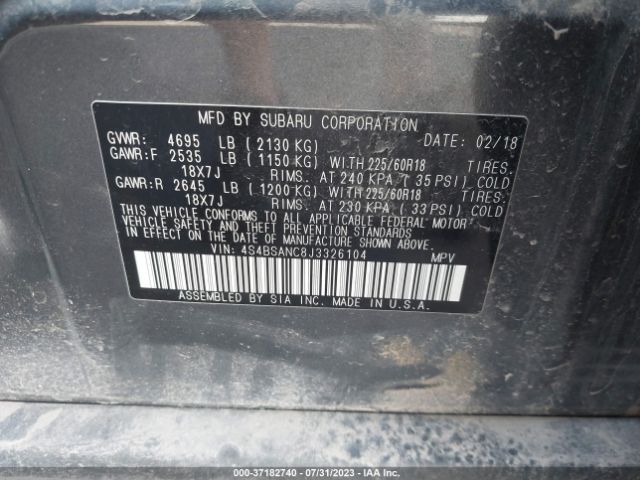 MFD BY SUBARU CORPORATION
DATE: 02/18
GVWR: 4695 LB ( 2130 KG)
GAWR:F 2535 LB ( 1150 KG) WITH 225/60R18 TIRES.
18X7J RIMS. AT 240 KPA ( 35 PSI) COLD
GAWR:R 2645 LB ( 1200 KG) WITH 225/60R18 TIRES.
18X7J RIMS. AT 230 KPA ( 33 PSI) COLD
THIS VEHICLE CONFORMS TO ALL APPLICABLE FEDERAL MOTOR
VEHICLE SAFETY STANDARDS IN EFFECT ON THE
DATE OF MANUFACTURE SHOWN ABOVE.
VIN: 4S4BSANC8J3326104 MPV
ASSEMBLED BY SIA INC. MADE IN U.S.A.
000-37182740 - 07/31/2023 - IAA Inc.